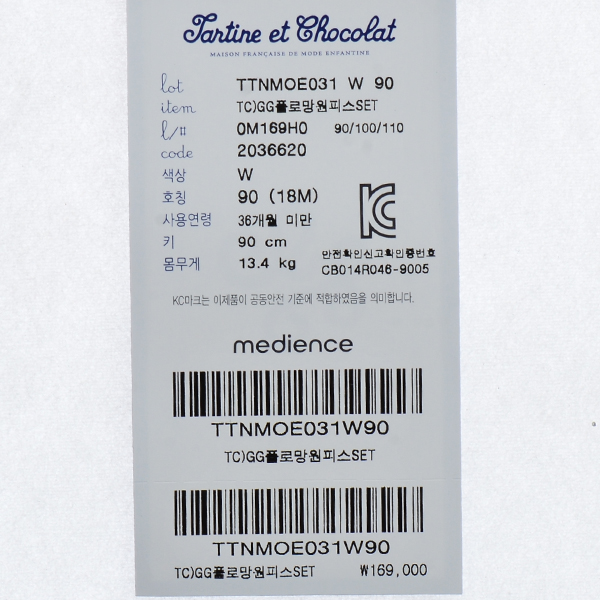 Tartine et Chocolat
MAISON FRANÇAISE DE MODE ENFANTINE
lot TTNMOE031 W 90
item TC)GG플로망원피스SET
l/# 0M169H0 90/100/110
code 2036620
색상 W
호칭 90 (18M)
사용연령 36개월 미만
키 90 cm
몸무게 13.4 kg
안전확인신고확인증번호
CB014R046-9005
KC마크는 이제품이 공동안전 기준에 적합하였음을 의미합니다.
medience
TTNMOE031W90
TC)GG플로망원피스SET
TTNMOE031W90
TC)GG플로망원피스SET ₩169,000